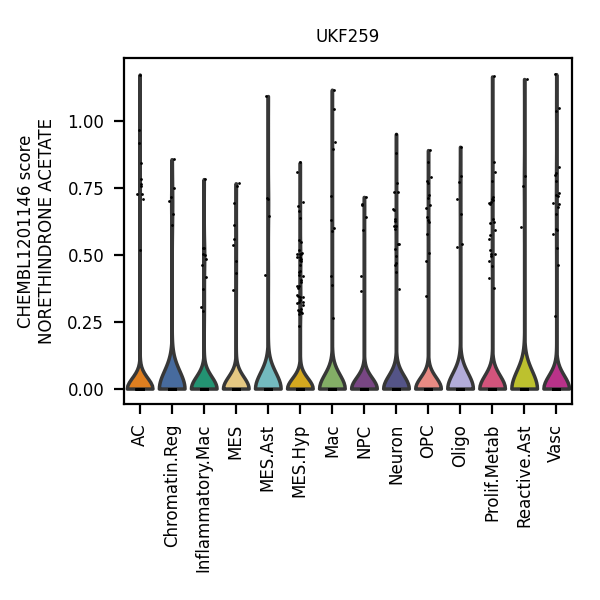 UKF259
CHEMBL1201146 score
NORETHINDRONE ACETATE
1.00
0.75
0.50
0.25
0.00
AC
Chromatin.Reg
Inflammatory.Mac
MES
MES.Ast
MES.Hyp
Mac
NPC
Neuron
OPC
Oligo
Prolif.Metab
Reactive.Ast
Vasc